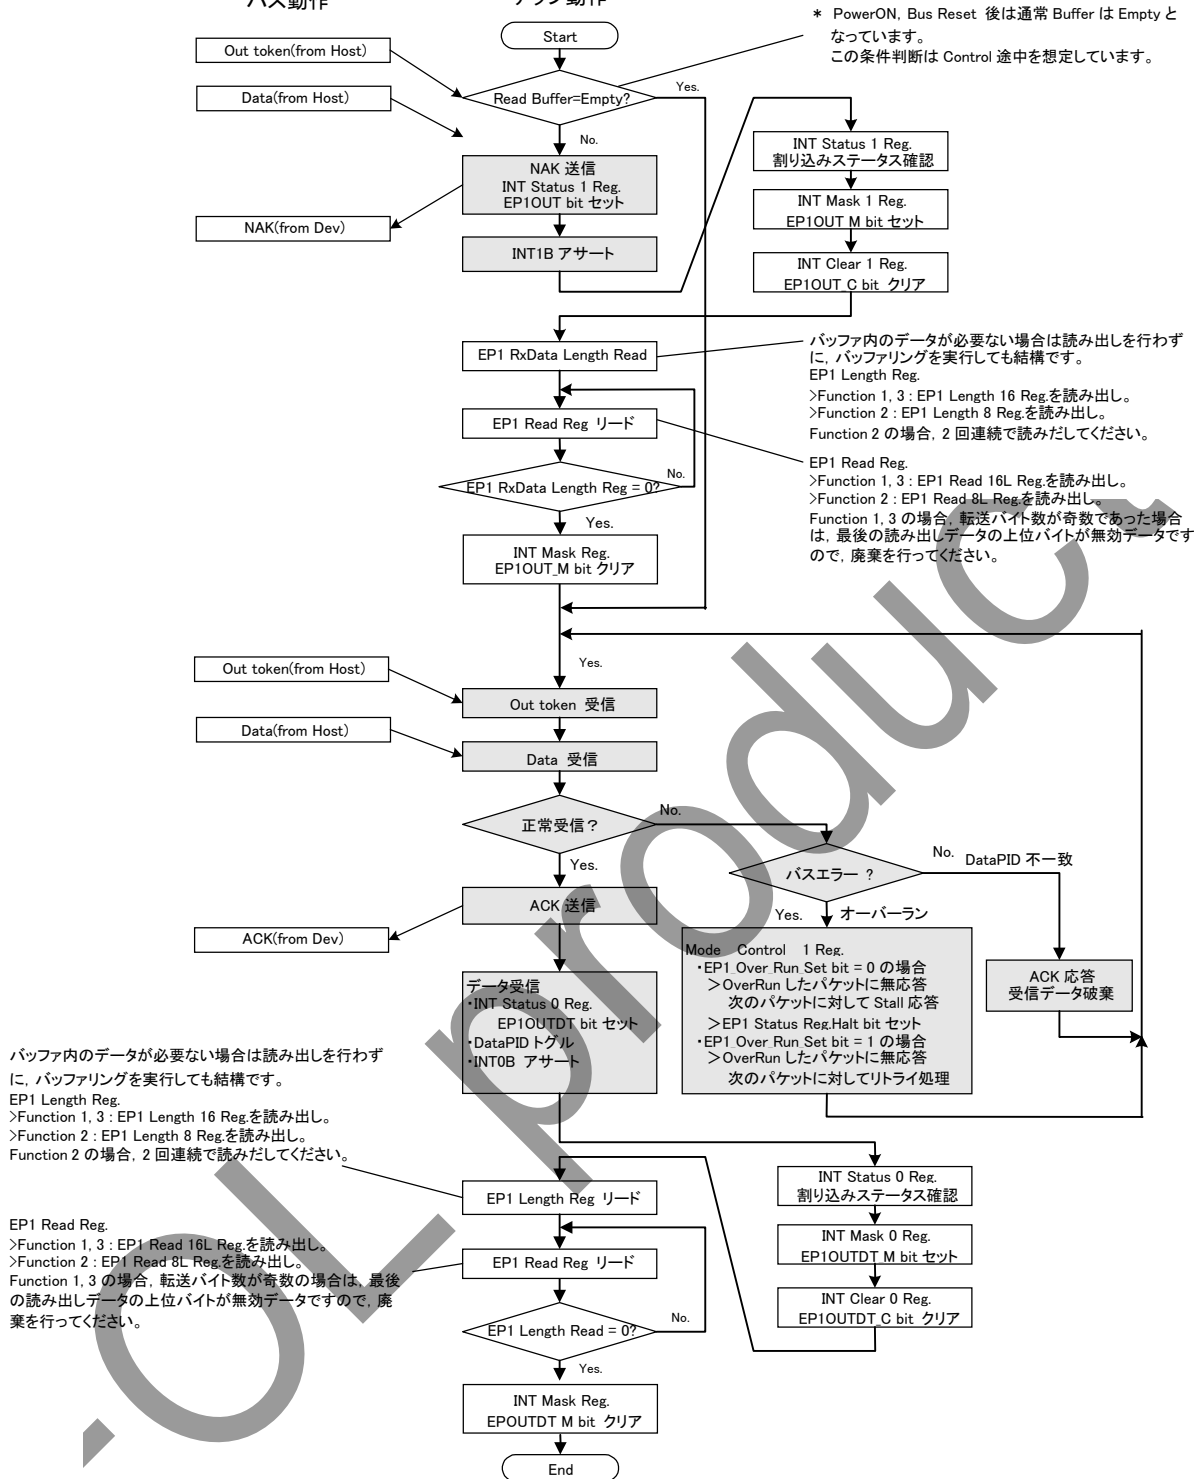 バス動作
チップ動作
* PowerON, Bus Reset 後は通常 Buffer は Empty と
なっています。
この条件判断は Control 途中を想定しています。
Start
Out token(from Host)
Read Buffer=Empty?
Yes.
Data(from Host)
No.
NAK 送信
INT Status 1 Reg.
EP1OUT bit セット
NAK(from Dev)
INT1B アサート
INT Status 1 Reg.
割り込みステータス確認
INT Mask 1 Reg.
EP1OUT M bit セット
INT Clear 1 Reg.
EP1OUT_C bit クリア
EP1 RxData Length Read
バッファ内のデータが必要ない場合は読み出しを行わず
に, バッファリングを実行しても結構です。
EP1 Length Reg.
>Function 1, 3 : EP1 Length 16 Reg.を読み出し。
>Function 2 : EP1 Length 8 Reg.を読み出し。
Function 2 の場合, 2 回連続で読みだしてください。
EP1 Read Reg リード
EP1 Read Reg.
>Function 1, 3 : EP1 Read 16L Reg.を読み出し。
>Function 2 : EP1 Read 8L Reg.を読み出し。
Function 1, 3 の場合, 転送バイト数が奇数であった場合
は, 最後の読み出しデータの上位バイトが無効データです
ので, 廃棄を行ってください。
EP1 RxData Length Reg = 0?
No.
Yes.
INT Mask Reg.
EP1OUT_M bit クリア
Yes.
Out token(from Host)
Out token 受信
Data(from Host)
Data 受信
正常受信?
No.
Yes.
バスエラー ?
No.
DataPID 不一致
Yes.
オーバーラン
ACK 送信
ACK(from Dev)
Mode Control 1 Reg.
・EP1_Over_Run_Set bit = 0 の場合
>OverRun したパケットに無応答
次のパケットに対して Stall 応答
>EP1 Status Reg.Halt bit セット
・EP1_Over_Run_Set bit = 1 の場合
>OverRun したパケットに無応答
次のパケットに対してリトライ処理
ACK 応答
受信データ破棄
データ受信
・INT Status 0 Reg.
EP1OUTDT bit セット
・DataPID トグル
・INT0B アサート
バッファ内のデータが必要ない場合は読み出しを行わず
に, バッファリングを実行しても結構です。
EP1 Length Reg.
>Function 1, 3 : EP1 Length 16 Reg.を読み出し。
>Function 2 : EP1 Length 8 Reg.を読み出し。
Function 2 の場合, 2 回連続で読みだしてください。
EP1 Length Reg リード
INT Status 0 Reg.
割り込みステータス確認
INT Mask 0 Reg.
EP1OUTDT M bit セット
INT Clear 0 Reg.
EP1OUTDT_C bit クリア
EP1 Read Reg.
>Function 1, 3 : EP1 Read 16L Reg.を読み出し。
>Function 2 : EP1 Read 8L Reg.を読み出し。
Function 1, 3 の場合, 転送バイト数が奇数の場合は, 最後
の読み出しデータの上位バイトが無効データですので, 廃
棄を行ってください。
EP1 Read Reg リード
EP1 Length Read = 0?
No.
Yes.
INT Mask Reg.
EPOUTDT M bit クリア
End